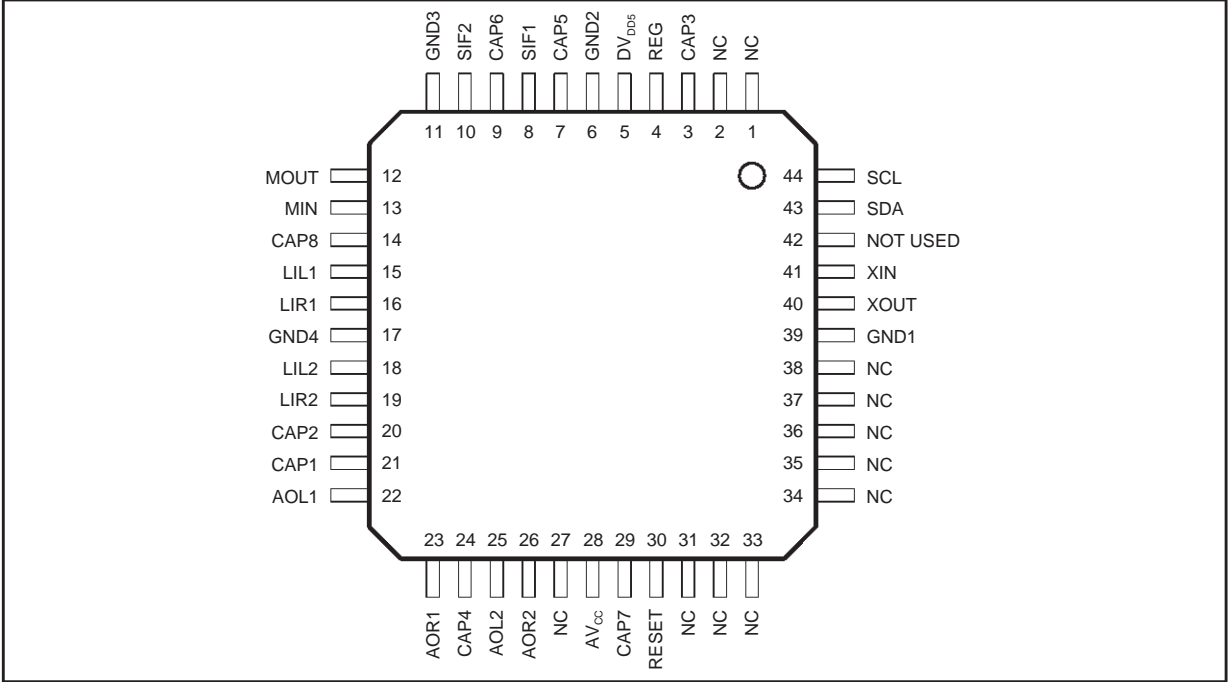 GND3 SIF2 CAP6 SIF1 CAP5 GND2 DVDD5 REG CAP3 NC NC
11 10 9 8 7 6 5 4 3 2 1
MOUT 12 44 SCL
MIN 13 43 SDA
CAP8 14 42 NOT USED
LIL1 15 41 XIN
LIR1 16 40 XOUT
GND4 17 39 GND1
LIL2 18 38 NC
LIR2 19 37 NC
CAP2 20 36 NC
CAP1 21 35 NC
AOL1 22 34 NC
23 24 25 26 27 28 29 30 31 32 33
AOR1 CAP4 AOL2 AOR2 NC AVCC CAP7 RESET NC NC NC